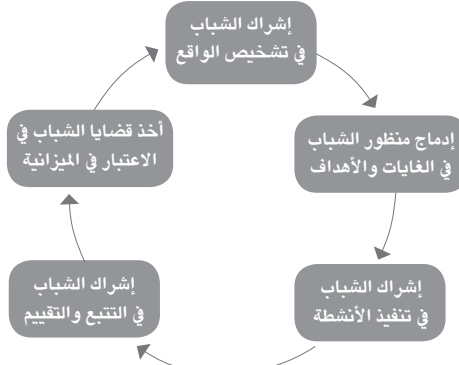 إشراك الشباب
في تشخيص الواقع
إدماج منظور الشباب
في الغايات والأهداف
إشراك الشباب
في تنفيذ الأنشطة
إشراك الشباب
في التتبع والتقييم
أخذ قضايا الشباب في
الاعتبار في الميزانية